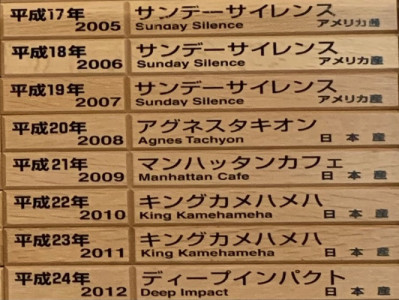 平成17年 サンデーサイレンス
2005 Sunday Silence アメリカ産
平成18年 サンデーサイレンス
2006 Sunday Silence アメリカ産
平成19年 サンデーサイレンス
2007 Sunday Silence アメリカ産
平成20年 アグネスタキオン
2008 Agnes Tachyon 日本産
平成21年 マンハッタンカフェ
2009 Manhattan Cafe 日本産
平成22年 キングカメハメハ
2010 King Kamehameha 日本産
平成23年 キングカメハメハ
2011 King Kamehameha 日本産
平成24年 ディープインパクト
2012 Deep Impact 日本産